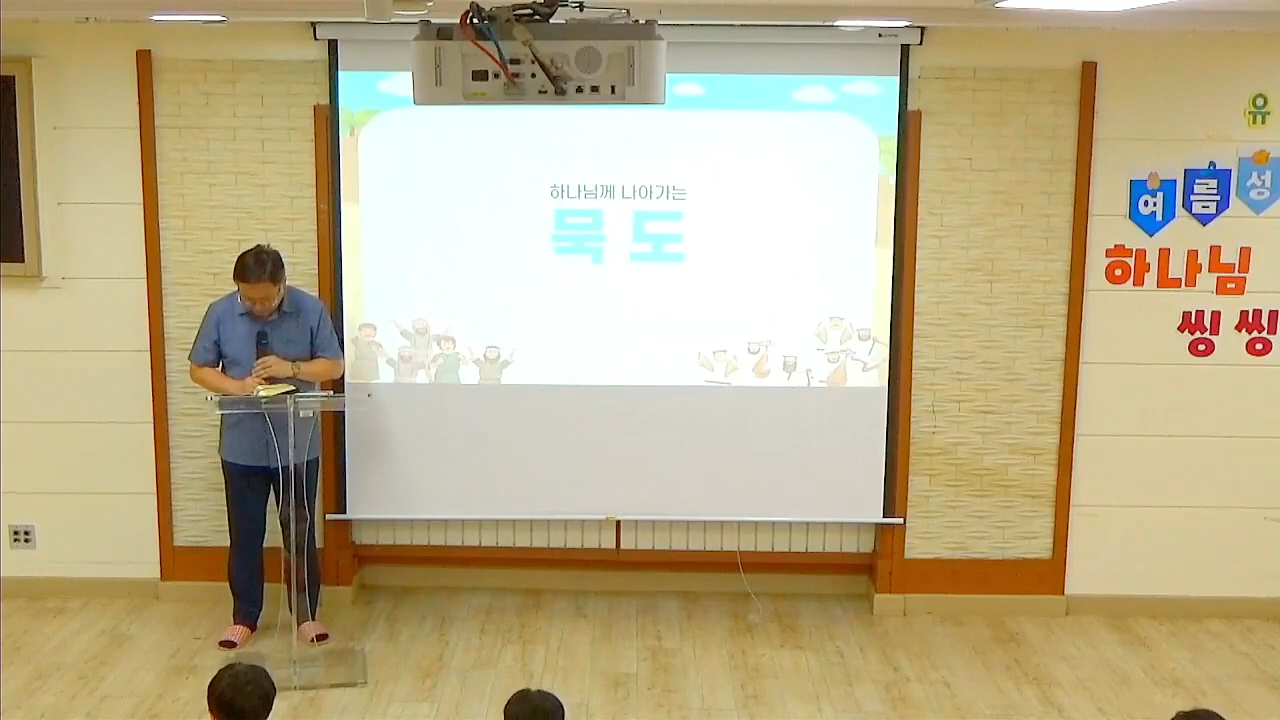 하나님께 나아가는
묵도
유
여름성
하나님
씽씽